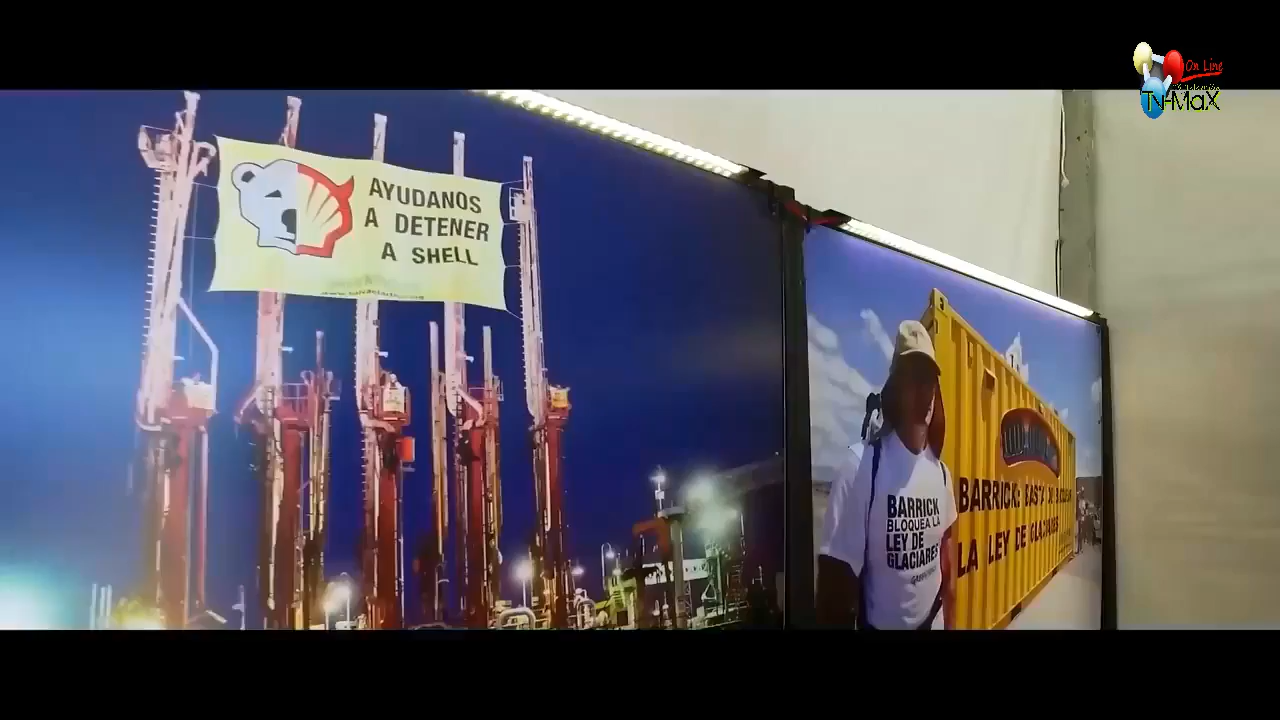 On Line
TN-MaX
AYUDANOS
A DETENER
A SHELL
BARRICK
BLOQUEA LA
LEY DE
GLACIARES
BARRICK: BASTA DE
LA LEY DE GLACIARES